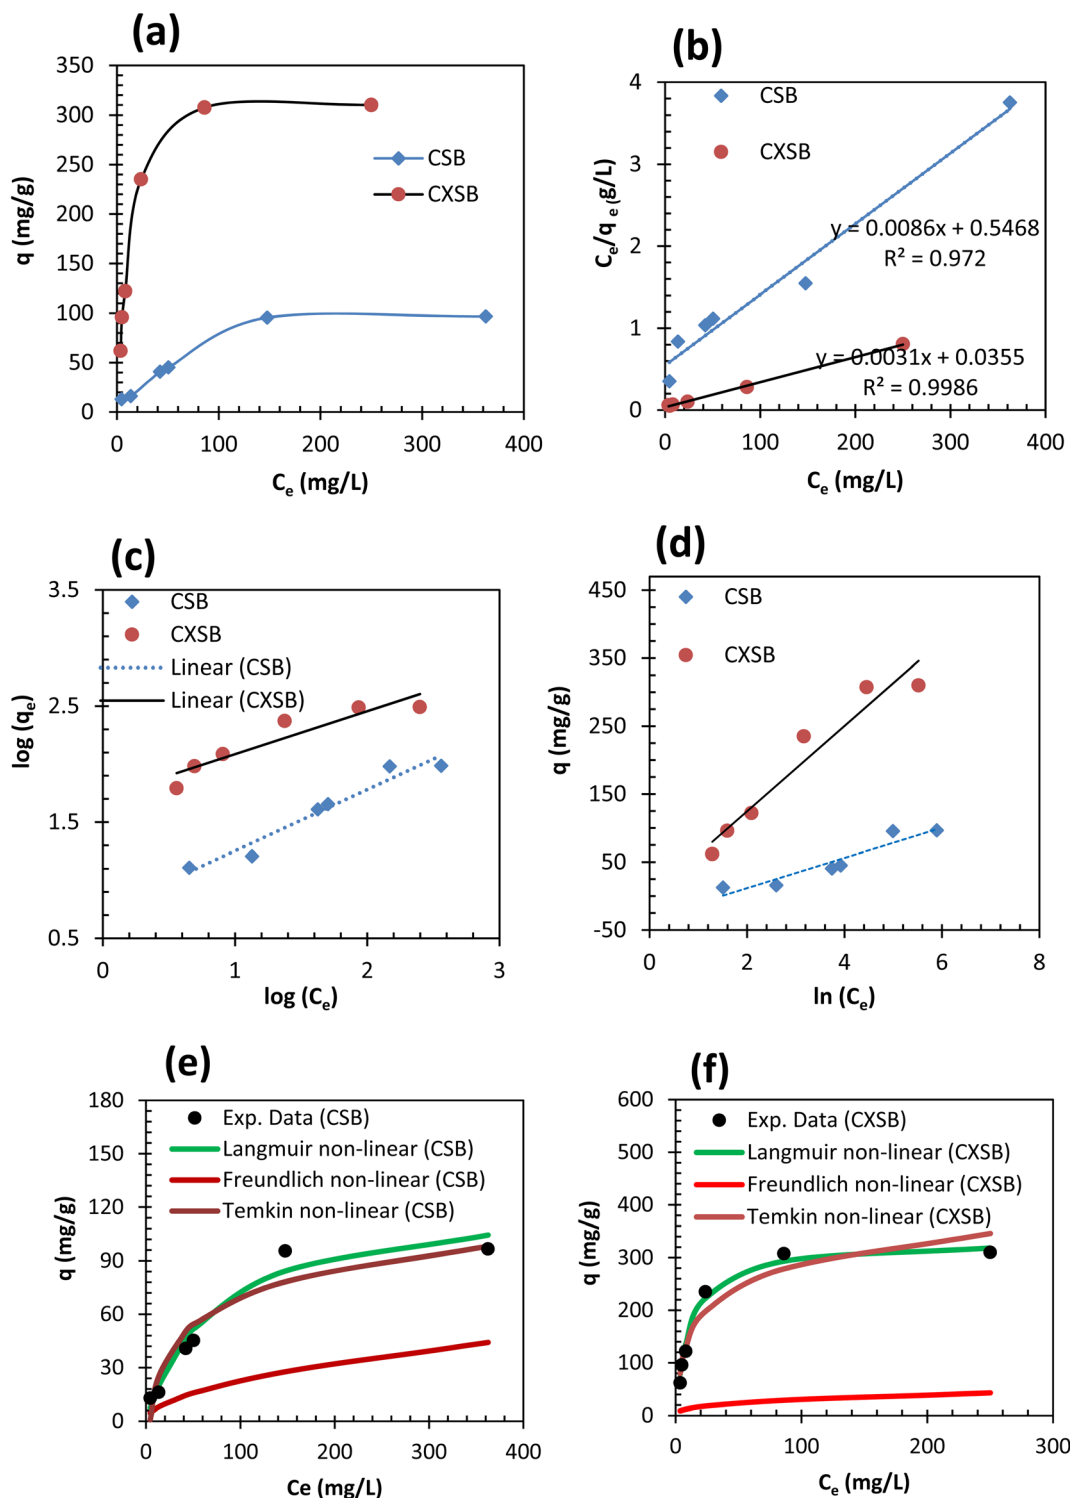 (a)
350
300
250
200
150
100
50
0
q (mg/g)
CSB
CXSB
0 100 200 300 400
Cₑ (mg/L)
(b)
4
3
2
1
0
Cₑ/q ₑ (g/L)
CSB
CXSB
y = 0.0086x + 0.5468
R² = 0.972
y = 0.0031x + 0.0355
R² = 0.9986
0 100 200 300 400
Cₑ (mg/L)
(c)
3.5
2.5
1.5
0.5
log (qₑ)
CSB
CXSB
Linear (CSB)
Linear (CXSB)
0 1 2 3
log (Cₑ)
(d)
450
350
250
150
50
-50
q (mg/g)
CSB
CXSB
0 2 4 6 8
ln (Cₑ)
(e)
180
150
120
90
60
30
0
q (mg/g)
Exp. Data (CSB)
Langmuir non-linear (CSB)
Freundlich non-linear (CSB)
Temkin non-linear (CSB)
0 100 200 300 400
Ce (mg/L)
(f)
600
500
400
300
200
100
0
q (mg/g)
Exp. Data (CXSB)
Langmuir non-linear (CXSB)
Freundlich non-linear (CXSB)
Temkin non-linear (CXSB)
0 100 200 300
Cₑ (mg/L)